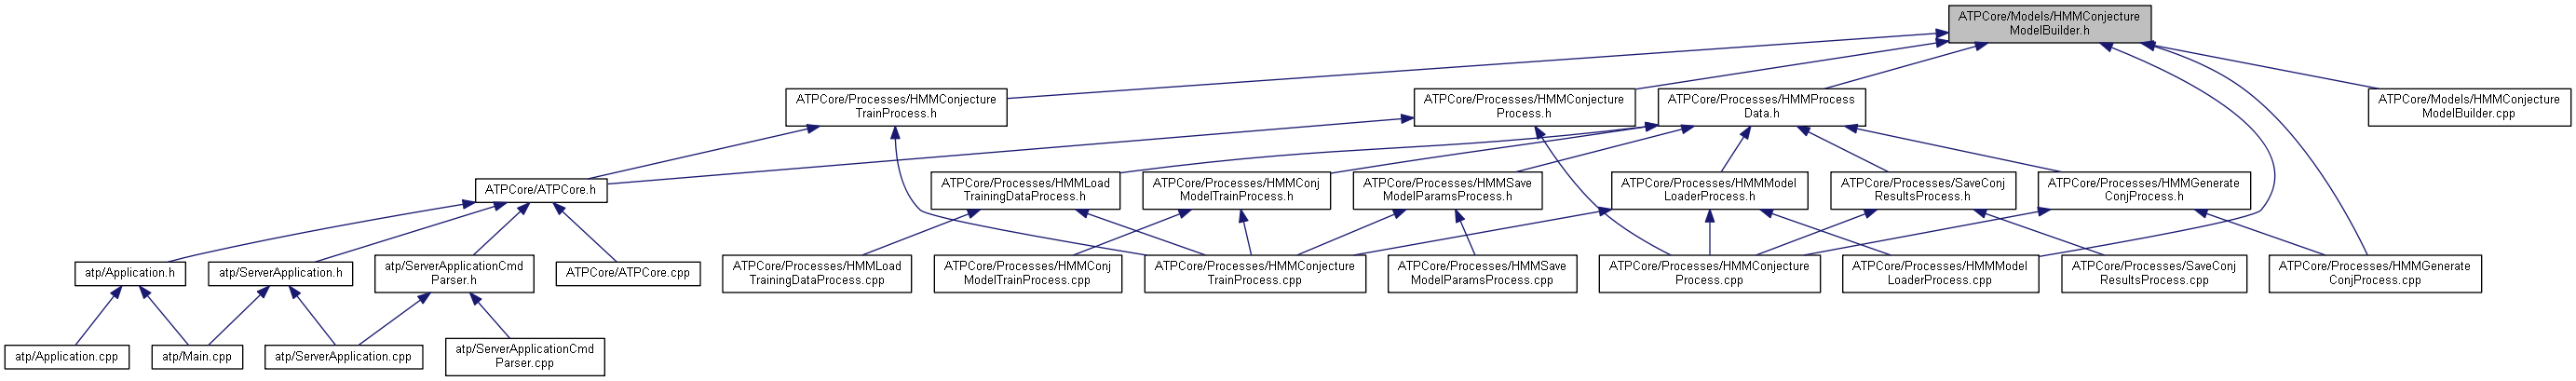 ATPCore/Models/HMMConjecture
ModelBuilder.h
ATPCore/Processes/HMMConjecture
TrainProcess.h
ATPCore/Processes/HMMConjecture
Process.h
ATPCore/Processes/HMMProcess
Data.h
ATPCore/Models/HMMConjecture
ModelBuilder.cpp
ATPCore/ATPCore.h
ATPCore/Processes/HMMLoad
TrainingDataProcess.h
ATPCore/Processes/HMMConj
ModelTrainProcess.h
ATPCore/Processes/HMMSave
ModelParamsProcess.h
ATPCore/Processes/HMMModel
LoaderProcess.h
ATPCore/Processes/SaveConj
ResultsProcess.h
ATPCore/Processes/HMMGenerate
ConjProcess.h
atp/Application.h
atp/ServerApplication.h
atp/ServerApplicationCmd
Parser.h
ATPCore/ATPCore.cpp
ATPCore/Processes/HMMLoad
TrainingDataProcess.cpp
ATPCore/Processes/HMMConj
ModelTrainProcess.cpp
ATPCore/Processes/HMMConjecture
TrainProcess.cpp
ATPCore/Processes/HMMSave
ModelParamsProcess.cpp
ATPCore/Processes/HMMConjecture
Process.cpp
ATPCore/Processes/HMMModel
LoaderProcess.cpp
ATPCore/Processes/SaveConj
ResultsProcess.cpp
ATPCore/Processes/HMMGenerate
ConjProcess.cpp
atp/Application.cpp
atp/Main.cpp
atp/ServerApplication.cpp
atp/ServerApplicationCmd
Parser.cpp